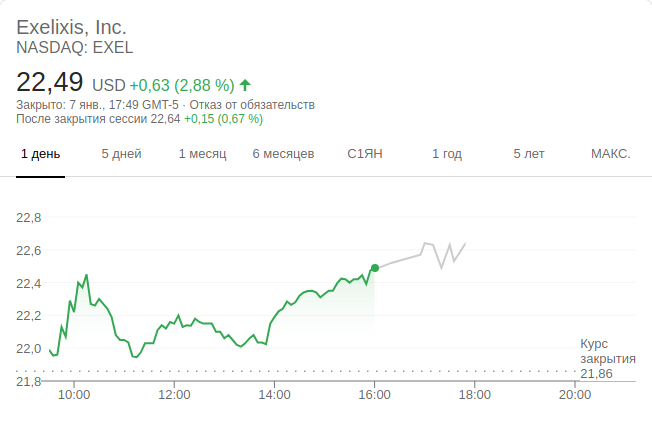 Exelixis, Inc.
NASDAQ: EXEL
22,49 USD +0,63 (2,88 %)
Закрыто: 7 янв., 17:49 GMT-5 · Отказ от обязательств
После закрытия сессии 22,64 +0,15 (0,67 %)
1 день 5 дней 1 месяц 6 месяцев С1ЯН 1 год 5 лет МАКС.
22,8
22,6
22,4
22,2
22,0
21,8
Курс
закрытия
21,86
10:00 12:00 14:00 16:00 18:00 20:00